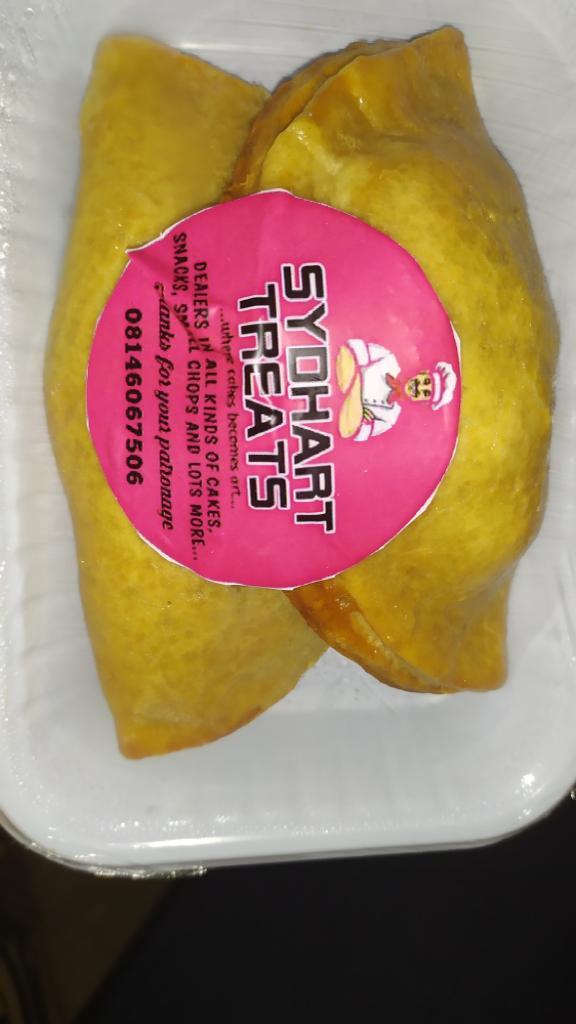 SYDHART
TREATS
...where cakes becomes art...
DEALERS IN ALL KINDS OF CAKES,
SNACKS, SMALL CHOPS AND LOTS MORE...
Thanks for your patronage
08146067506